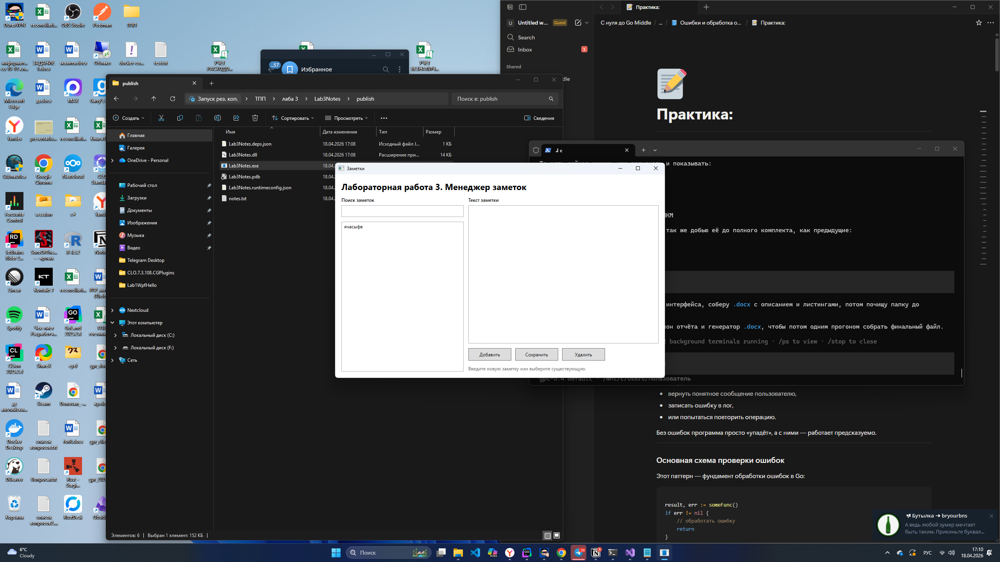 DurevVPN
reconciliati...
OBS Studio
Postman
ТПП
информат... со 10-11 кл...
ЗАДАНИЕ 1.docx
экванта.docx
Облако
docker-co...
test.txt
УЧЕТ РАСХОДО...
УЧЕТ БЕЗНАЛИЧ...
Microsoft Edge
дз.docx
MAX
Garry's
Yandex
presentatio...
reconciliati...
Книга1
Subnautica
Google Chrome
Nextcloud
CLO Standa
Focusrite Control
sesssion
c#
Yand
JetBrains Rider 2...
SonsOfThe... — ярлык
R 4.5.2
Notio
Linear
Kontakt 7
reconciliati...
РГР_ма (1).do
Spotify
Чек-лист Разработч...
GoLand 2025.2.6
ГПР гостини
CLion 2025.2.4
ShareX
eyeI
gpr_doc
дз английски...
Steam
Donovan_-...
кр.do
Docker Desktop
список вопросов.txt
forR.docx
gpr_clie
DBeaver
Вопросы.txt
Rust - Stagi...
gpr_202
Корзина
список вопросов2....
RustDesk
Obsidi
..57
Избранное
publish
Запуск рез. коп.
ТПП
лаба 3
Lab3Notes
publish
Поиск в: publish
Создать
Сортировать
Просмотреть
Сведения
Главная
Галерея
OneDrive - Personal
Рабочий стол
Загрузки
Документы
Изображения
Музыка
Видео
Telegram Desktop
CLO.7.3.108.CGPlugins
Lab1WpfHello
Nextcloud
Этот компьютер
Локальный диск (C:)
Локальный диск (F:)
Сеть
Имя Дата изменения Тип Размер
Lab3Notes.deps.json 18.04.2026 17:08 Исходный файл J... 1 КБ
Lab3Notes.dll 18.04.2026 17:08 Расширение при... 14 КБ
Lab3Notes.exe 18.04.
Lab3Notes.pdb 18.04.
Lab3Notes.runtimeconfig.json 18.04.
notes.txt 18.04.
Элементов: 6
Выбран 1 элемент: 152 КБ
Заметки
Лабораторная работа 3. Менеджер заметок
Поиск заметок
Текст заметки
ячасыфв
Добавить
Сохранить
Удалить
Введите новую заметку или выберите существующую.
Untitled w...
Guest
Search
Inbox
1
Shared
dle
Практика:
С нуля до Go Middle / ... / Ошибки и обработка о... / Практика:
Практика:
c
и показывать:
ПКМ
так же добью её до полного комплекта, как предыдущие:
интерфейса, соберу .docx с описанием и листингами, потом почищу папку до
он отчёта и генератор .docx, чтобы потом одним прогоном собрать финальный файл.
2 background terminals running · /ps to view · /stop to close
gpt-5.4 default · /mnt/c/Users/Пользователь
• вернуть понятное сообщение пользователю,
• записать ошибку в лог,
• или попытаться повторить операцию.
Без ошибок программа просто «упадёт», а с ними — работает предсказуемо.
Основная схема проверки ошибок
Этот паттерн — фундамент обработки ошибок в Go:
result, err := someFunc()
if err != nil {
// обработать ошибку
return
}
Бутылка ➜ bryourbns
А ведь любой зумер мечтает
быть таким. Прикиньте буквал...
6°C
Cloudy
Поиск
M365
..59
1
РУС
17:10
18.04.2026